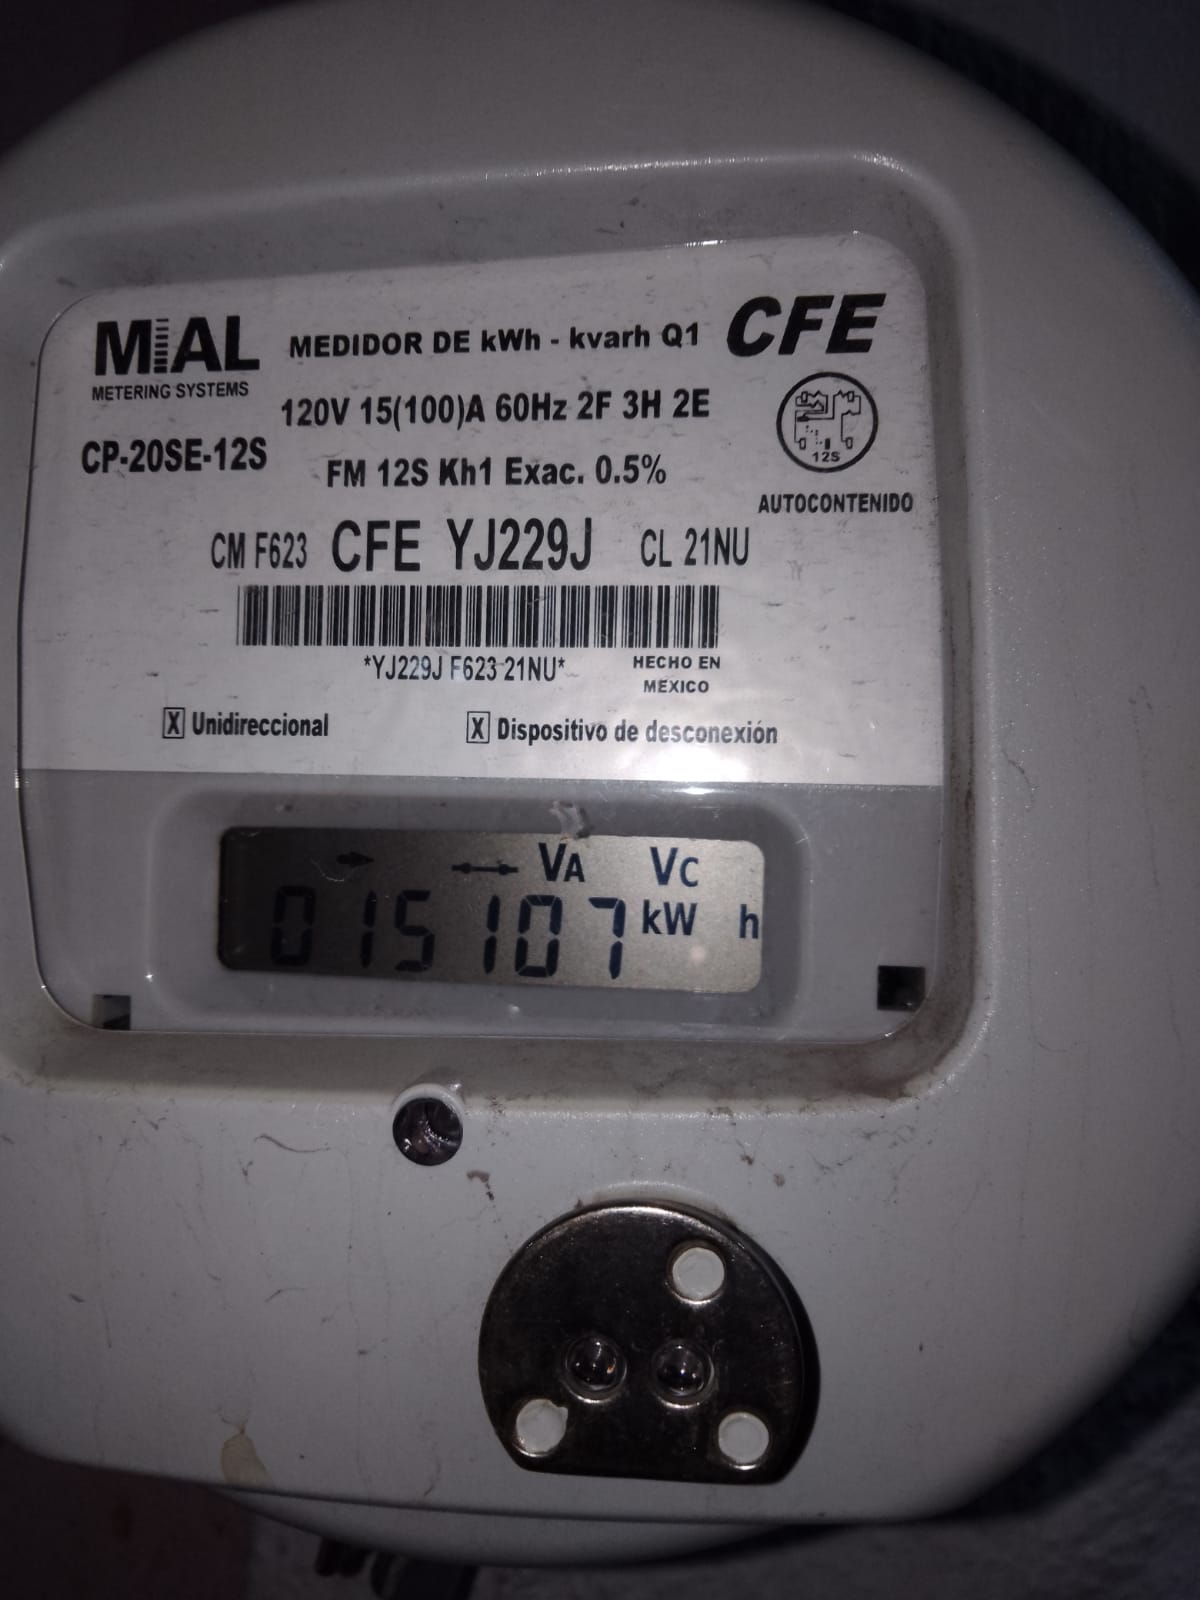 MIAL
METERING SYSTEMS
MEDIDOR DE kWh - kvarh Q1
CFE
120V 15(100)A 60Hz 2F 3H 2E
CP-20SE-12S
FM 12S Kh1 Exac. 0.5%
12S
AUTOCONTENIDO
CM F623 CFE YJ229J CL 21NU
*YJ229J F623 21NU*
HECHO EN
MEXICO
X Unidireccional
X Dispositivo de desconexión
VA VC
015107 kW h